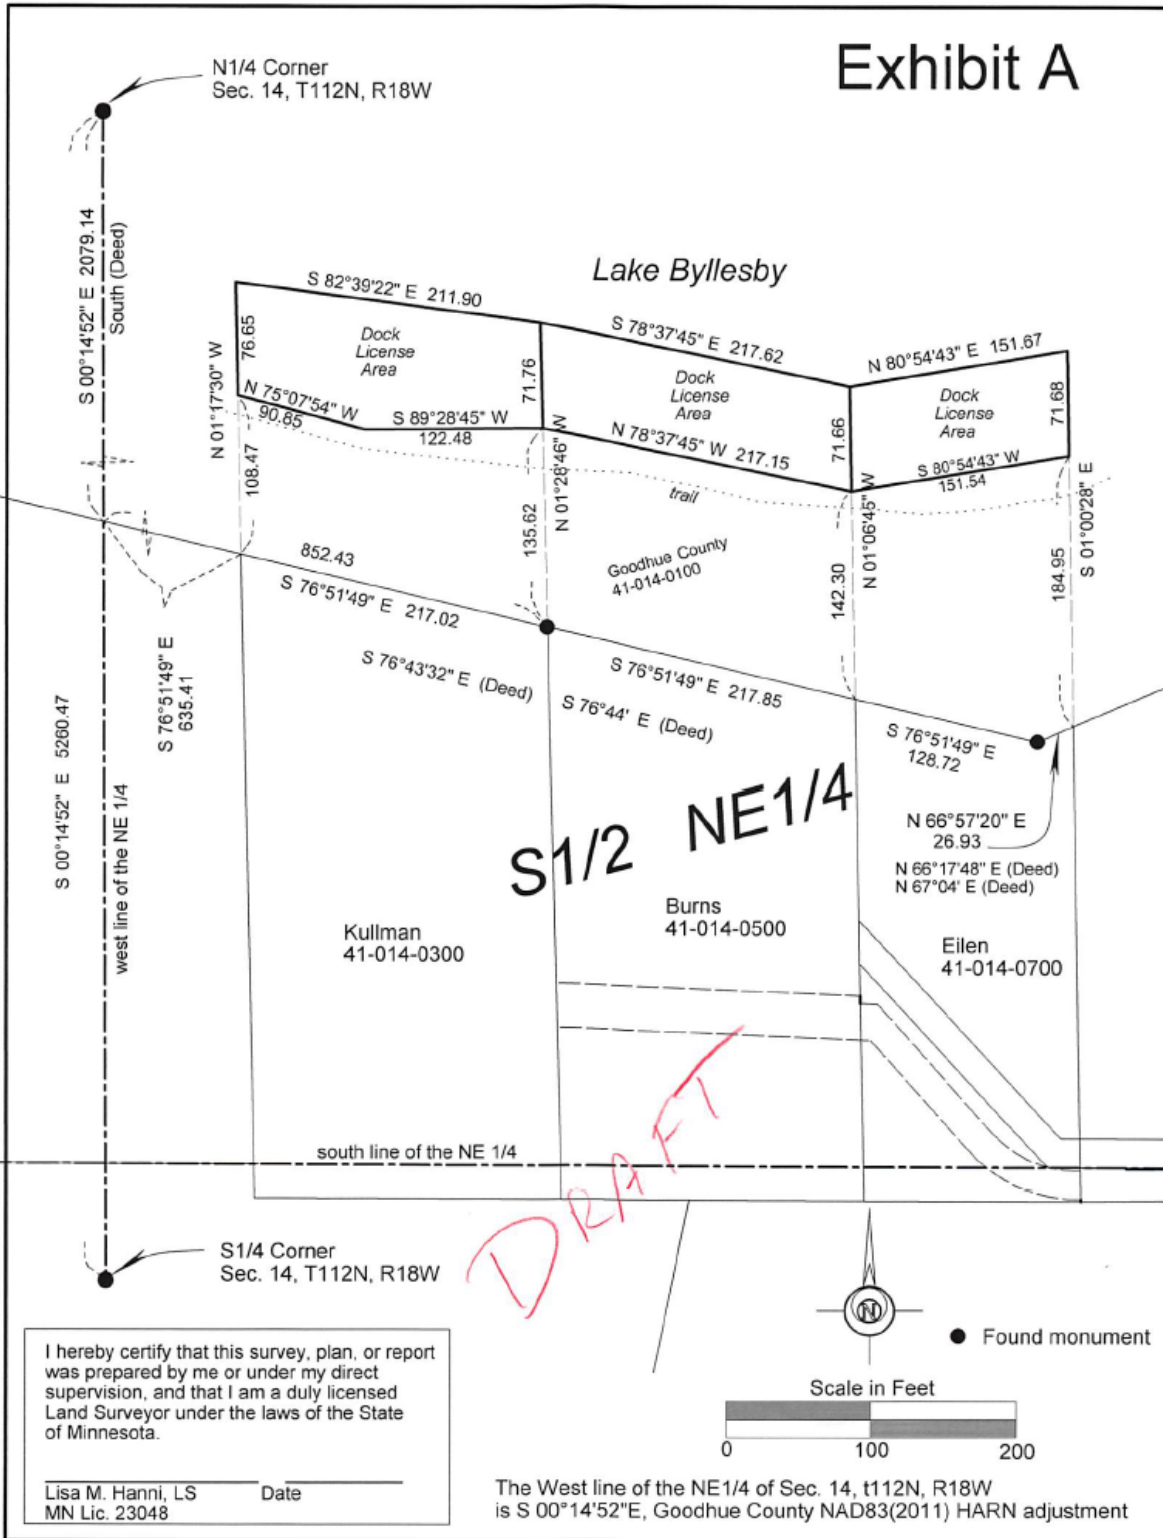 Exhibit A
N1/4 Corner
Sec. 14, T112N, R18W
S 00°14'52" E 2079.14
South (Deed)
Lake Byllesby
S 82°39'22" E 211.90
S 78°37'45" E 217.62
N 80°54'43" E 151.67
76.65
Dock
License
Area
71.76
Dock
License
Area
71.66
Dock
License
Area
71.68
N 01°17'30" W
N 75°07'54" W
90.85
S 89°28'45" W
122.48
N 78°37'45" W 217.15
S 80°54'43" W
151.54
108.47
N 01°28'46" W
135.62
trail
N 01°06'45" W
142.30
S 01°00'28" E
184.95
Goodhue County
41-014-0100
852.43
S 76°51'49" E 217.02
S 76°43'32" E (Deed)
S 76°51'49" E 217.85
S 76°44' E (Deed)
S 76°51'49" E
128.72
S 76°51'49" E
635.41
S 00°14'52" E 5260.47
west line of the NE 1/4
S1/2 NE1/4
N 66°57'20" E
26.93
N 66°17'48" E (Deed)
N 67°04' E (Deed)
Kullman
41-014-0300
Burns
41-014-0500
Eilen
41-014-0700
DRAFT
south line of the NE 1/4
S1/4 Corner
Sec. 14, T112N, R18W
N
Found monument
I hereby certify that this survey, plan, or report
was prepared by me or under my direct
supervision, and that I am a duly licensed
Land Surveyor under the laws of the State
of Minnesota.
Lisa M. Hanni, LS Date
MN Lic. 23048
Scale in Feet
0 100 200
The West line of the NE1/4 of Sec. 14, t112N, R18W
is S 00°14'52"E, Goodhue County NAD83(2011) HARN adjustment